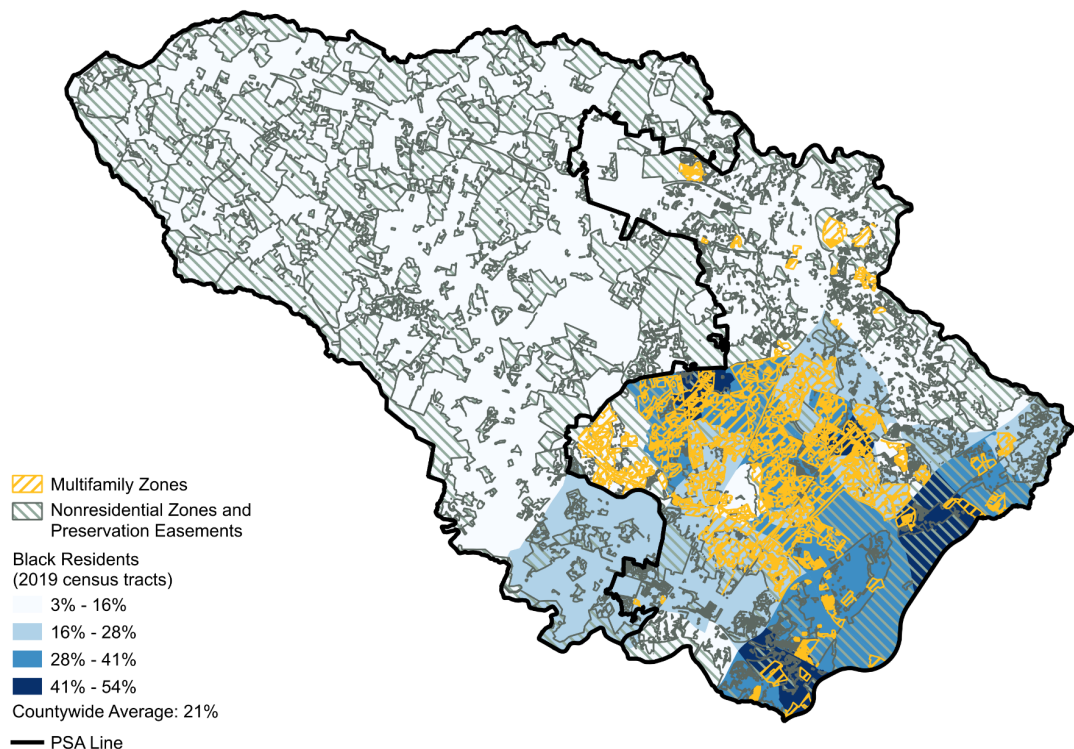 Multifamily Zones
Nonresidential Zones and
Preservation Easements
Black Residents
(2019 census tracts)
3% - 16%
16% - 28%
28% - 41%
41% - 54%
Countywide Average: 21%
PSA Line